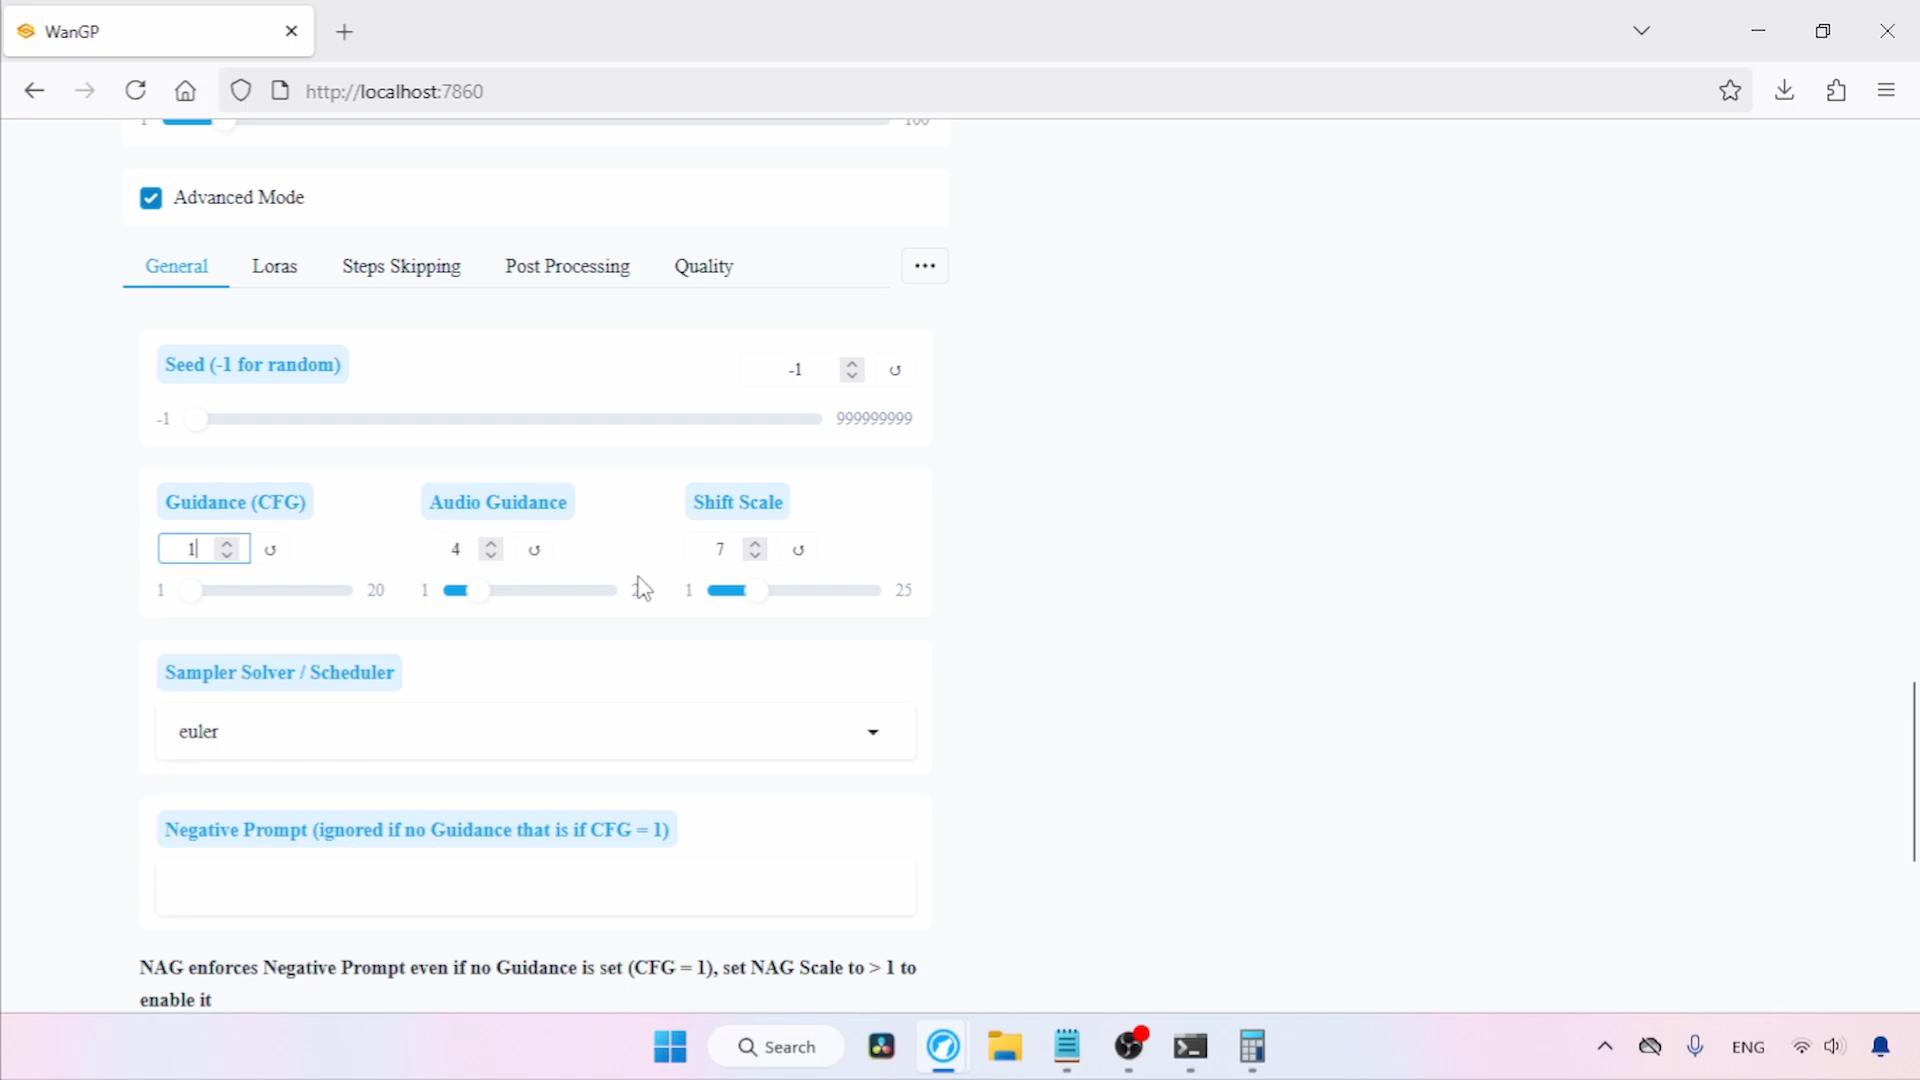 WanGP
http://localhost:7860
1 100
Advanced Mode
General Loras Steps Skipping Post Processing Quality
Seed (-1 for random)
-1
-1 999999999
Guidance (CFG) Audio Guidance Shift Scale
1 4 7
1 20 1 1 25
Sampler Solver / Scheduler
euler
Negative Prompt (ignored if no Guidance that is if CFG = 1)
NAG enforces Negative Prompt even if no Guidance is set (CFG = 1), set NAG Scale to > 1 to
enable it
Search
ENG